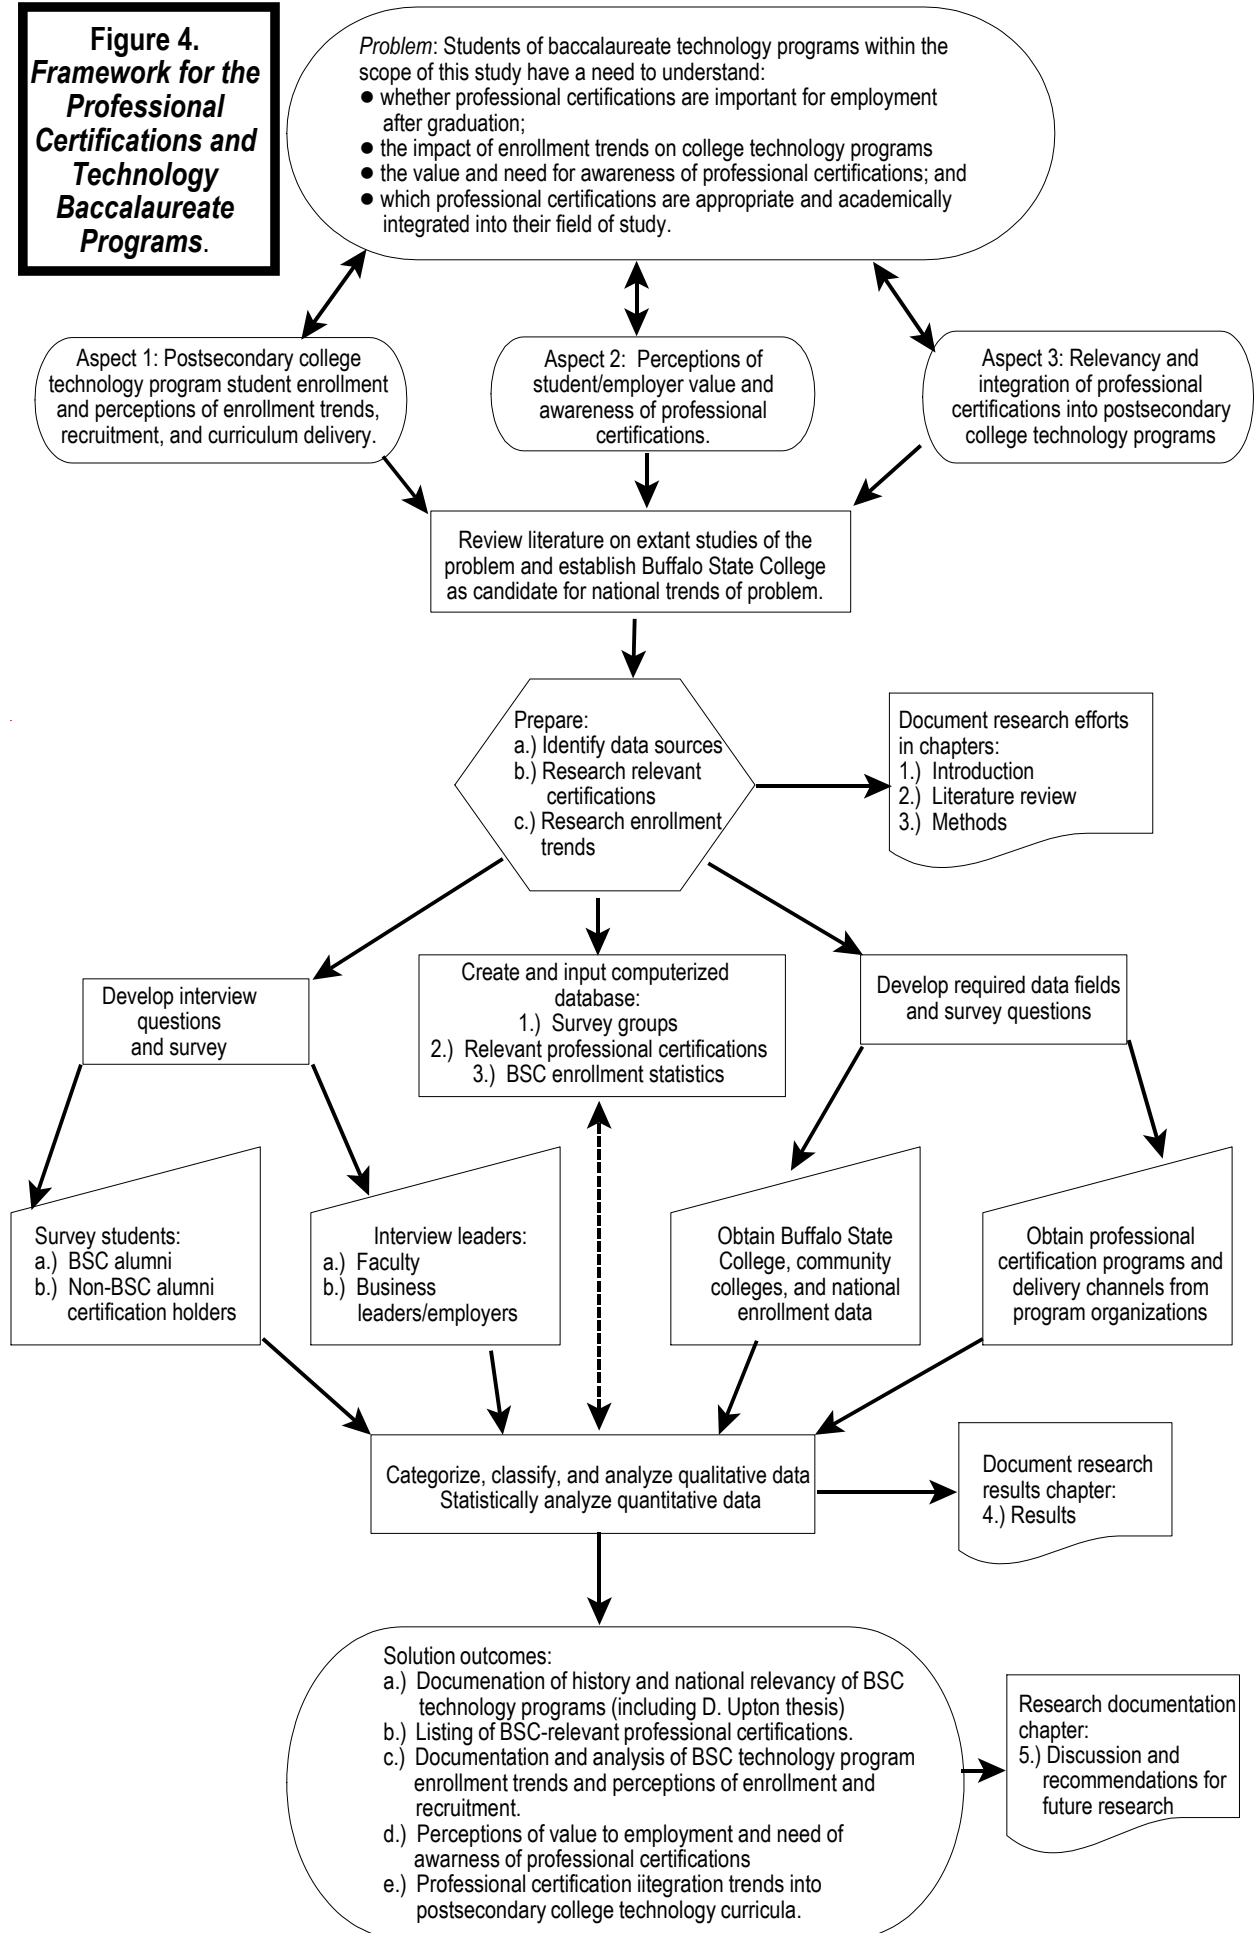 Figure 4.
Framework for the
Professional
Certifications and
Technology
Baccalaureate
Programs.
Problem: Students of baccalaureate technology programs within the
scope of this study have a need to understand:
● whether professional certifications are important for employment
after graduation;
● the impact of enrollment trends on college technology programs
● the value and need for awareness of professional certifications; and
● which professional certifications are appropriate and academically
integrated into their field of study.
Aspect 1: Postsecondary college
technology program student enrollment
and perceptions of enrollment trends,
recruitment, and curriculum delivery.
Aspect 2: Perceptions of
student/employer value and
awareness of professional
certifications.
Aspect 3: Relevancy and
integration of professional
certifications into postsecondary
college technology programs
Review literature on extant studies of the
problem and establish Buffalo State College
as candidate for national trends of problem.
Prepare:
a.) Identify data sources
b.) Research relevant
certifications
c.) Research enrollment
trends
Document research efforts
in chapters:
1.) Introduction
2.) Literature review
3.) Methods
Develop interview
questions
and survey
Create and input computerized
database:
1.) Survey groups
2.) Relevant professional certifications
3.) BSC enrollment statistics
Develop required data fields
and survey questions
Survey students:
a.) BSC alumni
b.) Non-BSC alumni
certification holders
Interview leaders:
a.) Faculty
b.) Business
leaders/employers
Obtain Buffalo State
College, community
colleges, and national
enrollment data
Obtain professional
certification programs and
delivery channels from
program organizations
Categorize, classify, and analyze qualitative data
Statistically analyze quantitative data
Document research
results chapter:
4.) Results
Solution outcomes:
a.) Documenation of history and national relevancy of BSC
technology programs (including D. Upton thesis)
b.) Listing of BSC-relevant professional certifications.
c.) Documentation and analysis of BSC technology program
enrollment trends and perceptions of enrollment and
recruitment.
d.) Perceptions of value to employment and need of
awarness of professional certifications
e.) Professional certification iitegration trends into
postsecondary college technology curricula.
Research documentation
chapter:
5.) Discussion and
recommendations for
future research